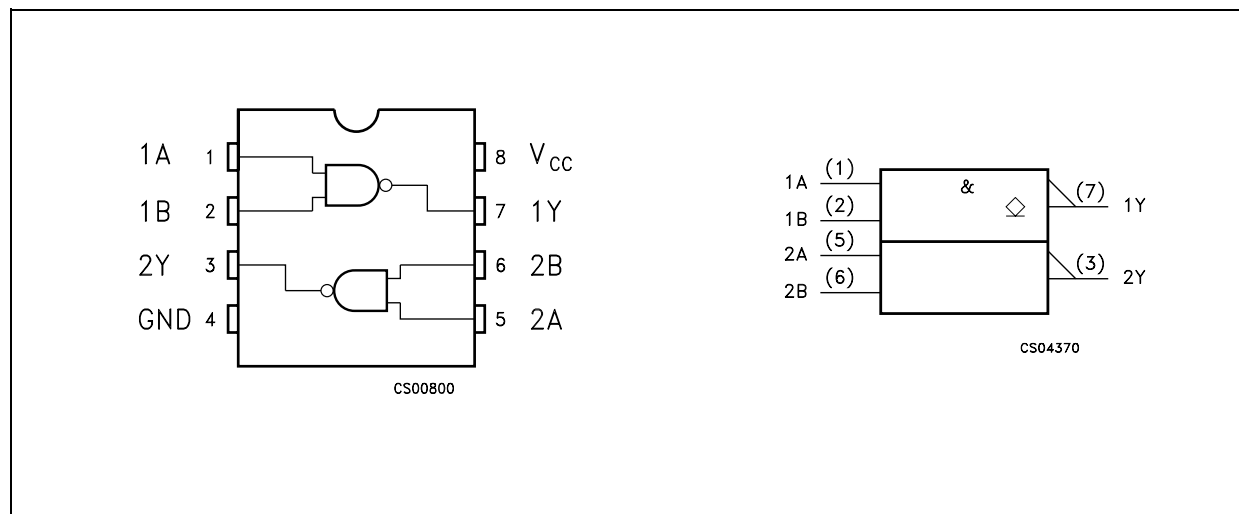 1A 1 8 VCC
1B 2 7 1Y
2Y 3 6 2B
GND 4 5 2A
CS00800
&
1A (1) (7) 1Y
1B (2)
2A (5) (3) 2Y
2B (6)
CS04370